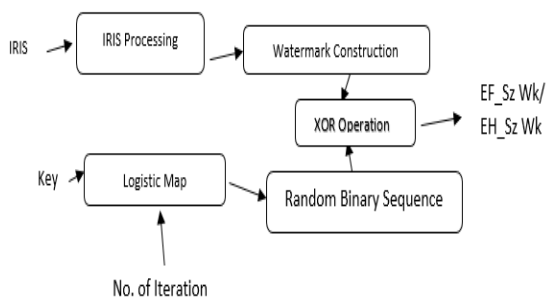 IRIS
IRIS Processing
Watermark Construction
XOR Operation
EF_Sz Wk/
EH_Sz Wk
Key
Logistic Map
Random Binary Sequence
No. of Iteration